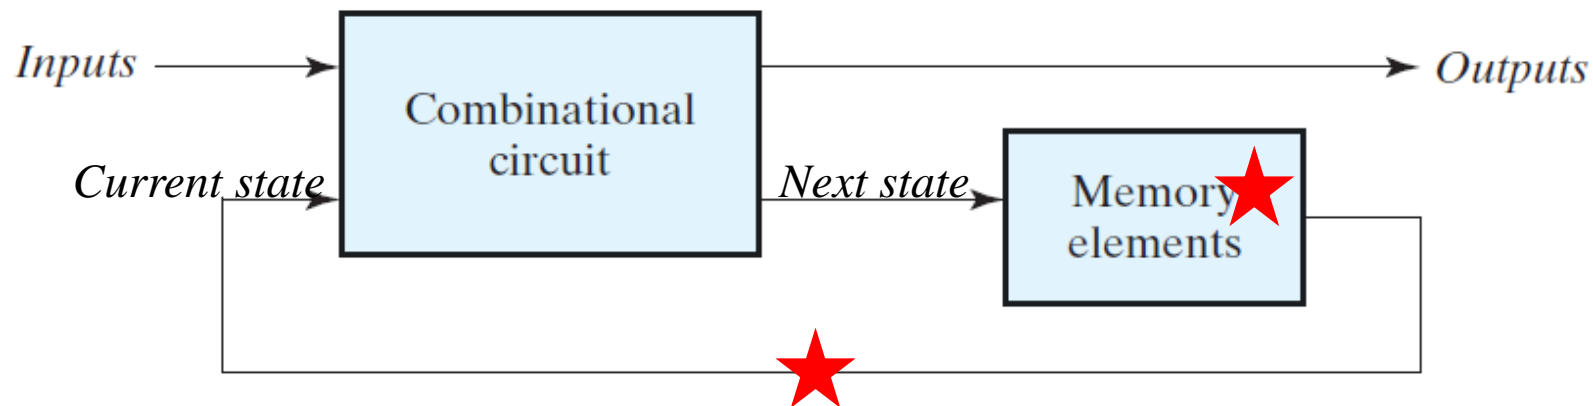 Inputs
Outputs
Combinational
circuit
Current state
Next state
Memory
elements